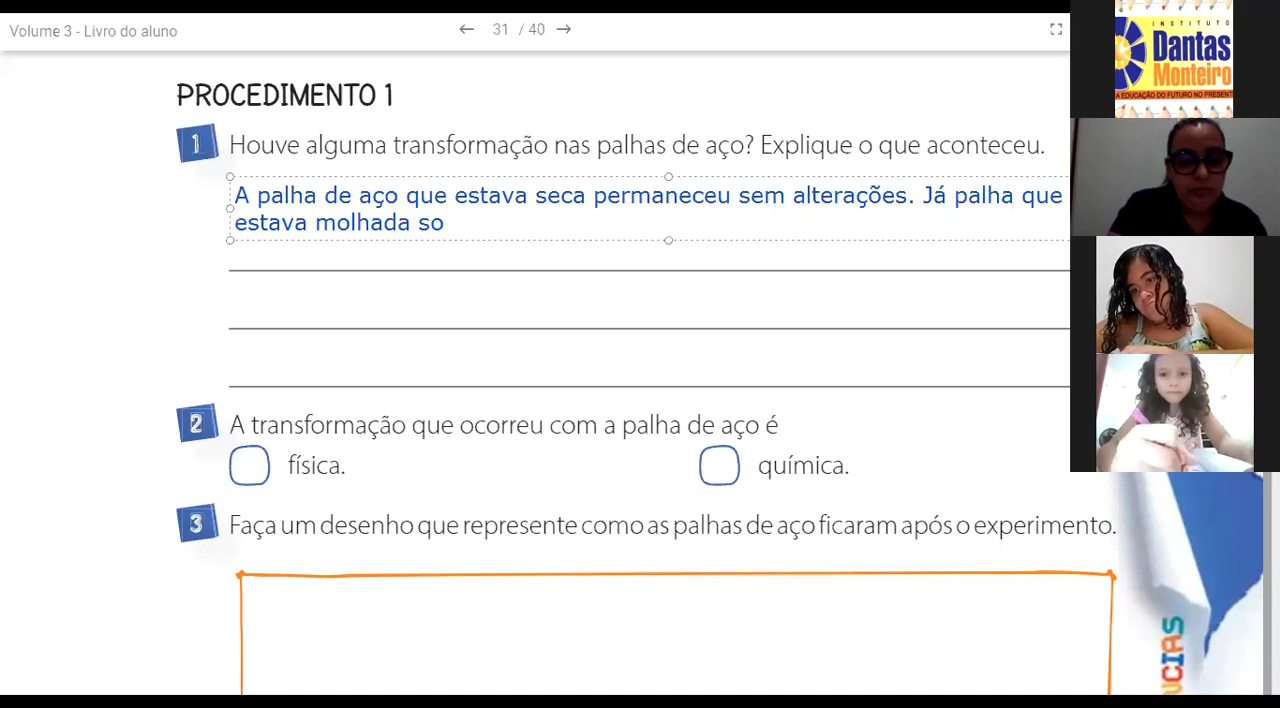 Volume 3 - Livro do aluno
← 31 / 40 →
INSTITUTO
Dantas
Monteiro
A EDUCAÇÃO DO FUTURO NO PRESENT
PROCEDIMENTO 1
1 Houve alguma transformação nas palhas de aço? Explique o que aconteceu.
A palha de aço que estava seca permaneceu sem alterações. Já palha que
estava molhada so
2 A transformação que ocorreu com a palha de aço é
física. química.
3 Faça um desenho que represente como as palhas de aço ficaram após o experimento.
NCIAS